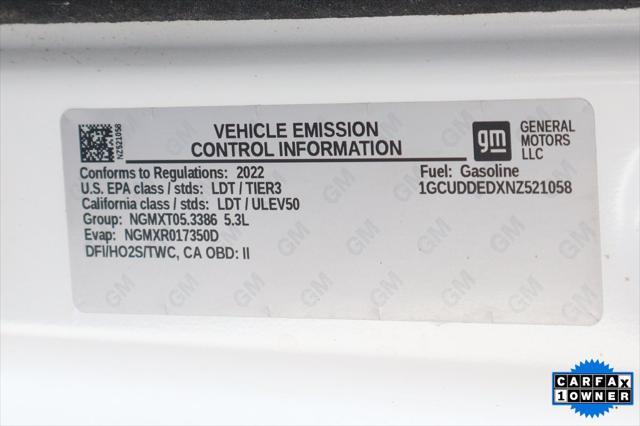 NZ521058
VEHICLE EMISSION
CONTROL INFORMATION
gm
GENERAL
MOTORS
LLC
Conforms to Regulations: 2022
Fuel: Gasoline
U.S. EPA class / stds: LDT / TIER3
1GCUDDEDXNZ521058
California class / stds: LDT / ULEV50
Group: NGMXT05.3386 5.3L
Evap: NGMXR017350D
DFI/HO2S/TWC, CA OBD: II
CARFAX
1 OWNER